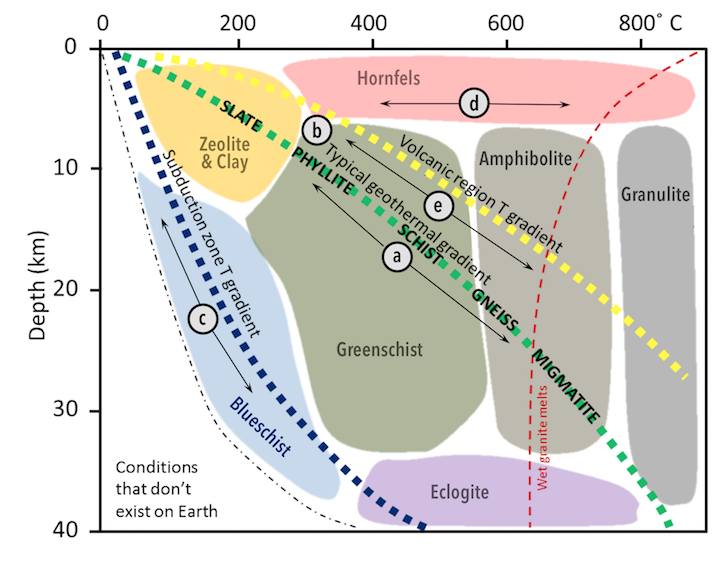 0
200
400
600
800° C
0
10
20
30
40
Depth (km)
Hornfels
d
SLATE
b
Zeolite
& Clay
PHYLLITE
Volcanic region T gradient
Typical geothermal gradient
Amphibolite
Granulite
Subduction zone T gradient
e
SCHIST
a
GNEISS
c
Greenschist
MIGMATITE
Wet granite melts
Blueschist
Eclogite
Conditions
that don't
exist on Earth